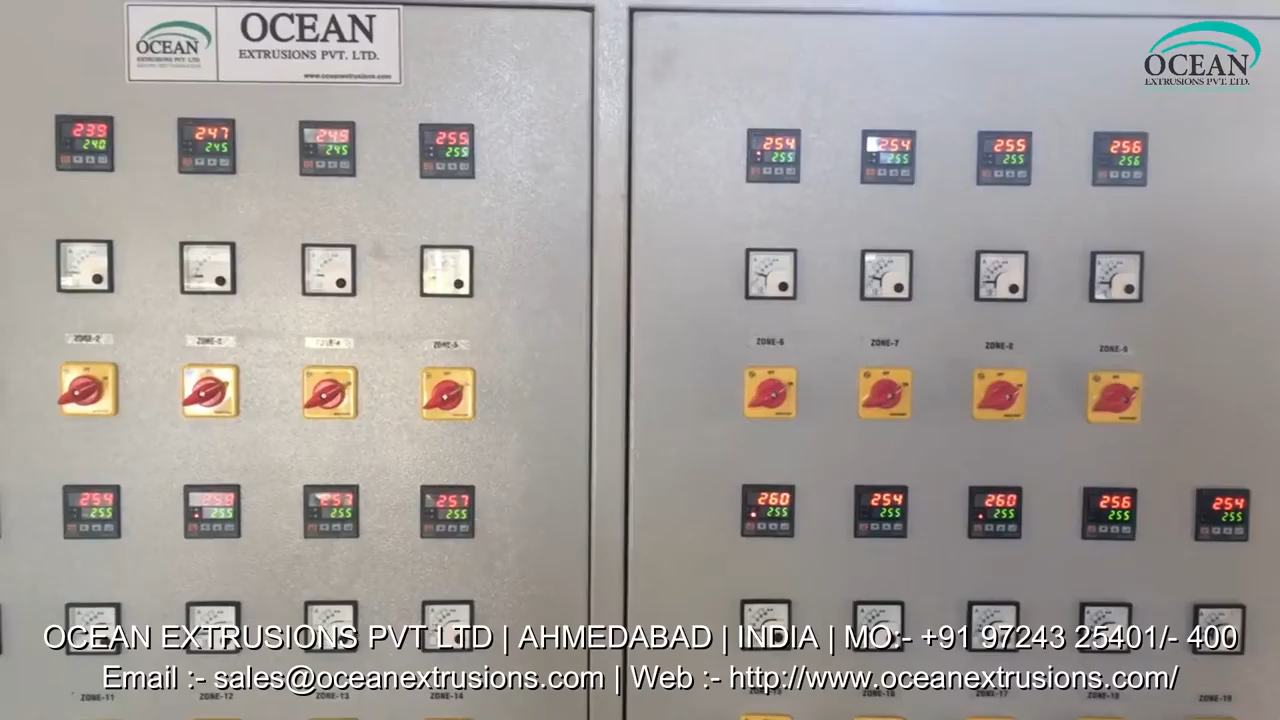 OCEAN
EXTRUSIONS PVT. LTD.
OCEAN
EXTRUSIONS PVT. LTD.
www.oceanextrusions.com
OCEAN
EXTRUSIONS PVT. LTD.
239 247 245 255 254 254 255 256
240 245 245 255 255 255 255 256
ZONE-2 ZONE-3 ZONE-4 ZONE-5 ZONE-6 ZONE-7 ZONE-8 ZONE-9
254 259 257 257 260 254 260 256 254
255 255 255 255 255 255 255 255 255
OCEAN EXTRUSIONS PVT LTD | AHMEDABAD | INDIA | MO:- +91 97243 25401/- 400
Email :- sales@oceanextrusions.com | Web :- http://www.oceanextrusions.com/
ZONE-11 ZONE-12 ZONE-13 ZONE-14 ZONE-16 ZONE-17 ZONE-18 ZONE-19